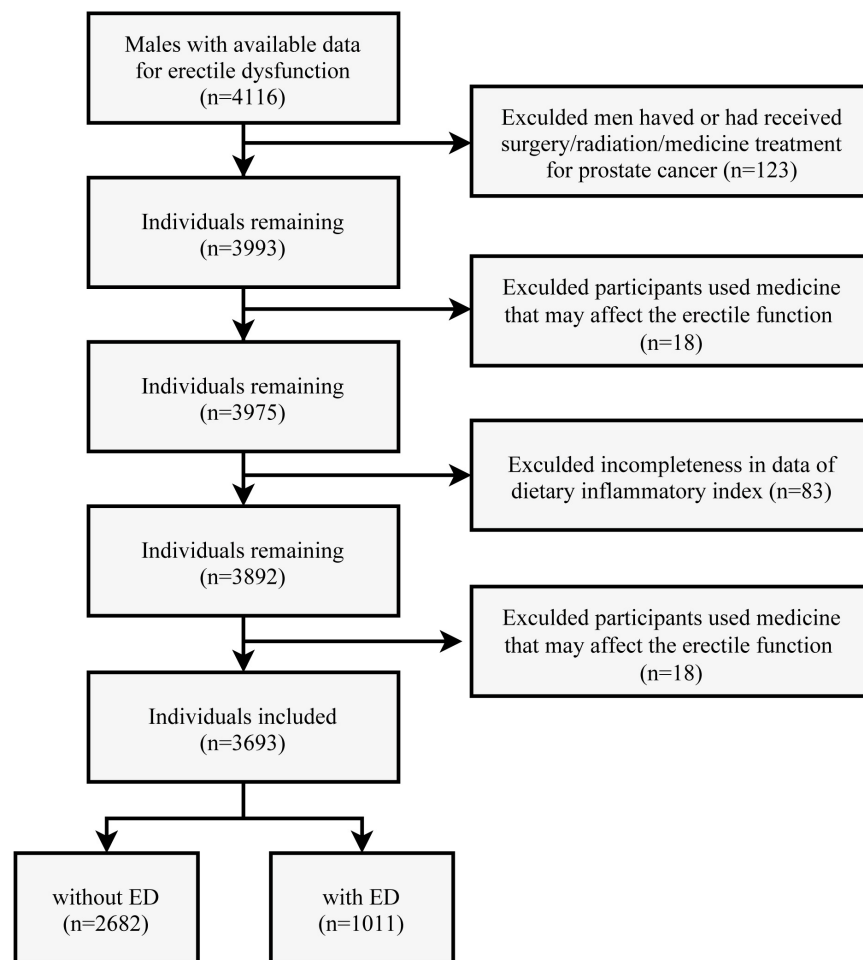 Males with available data
for erectile dysfunction
(n=4116)
Exculded men haved or had received
surgery/radiation/medicine treatment
for prostate cancer (n=123)
Individuals remaining
(n=3993)
Exculded participants used medicine
that may affect the erectile function
(n=18)
Individuals remaining
(n=3975)
Exculded incompleteness in data of
dietary inflammatory index (n=83)
Individuals remaining
(n=3892)
Exculded participants used medicine
that may affect the erectile function
(n=18)
Individuals included
(n=3693)
without ED
(n=2682)
with ED
(n=1011)